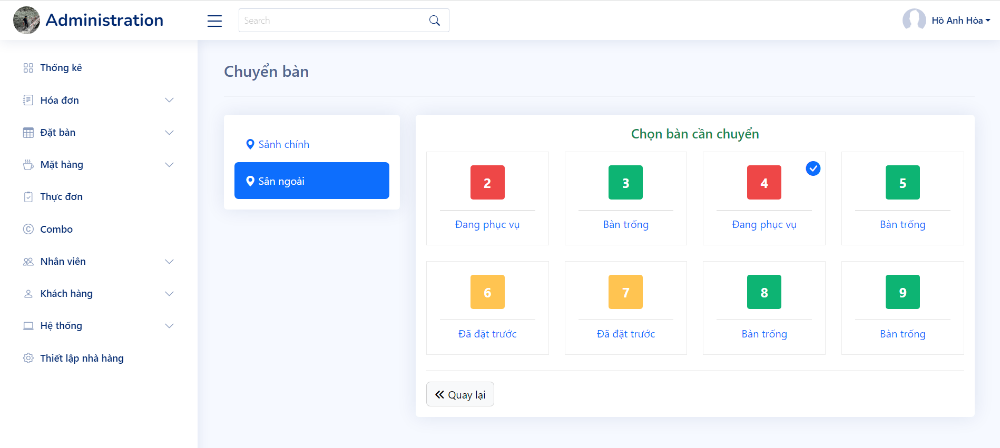 Administration
Search
Hồ Anh Hòa
Thống kê
Hóa đơn
Đặt bàn
Mặt hàng
Thực đơn
Combo
Nhân viên
Khách hàng
Hệ thống
Thiết lập nhà hàng
Chuyển bàn
Sảnh chính
Sân ngoài
Chọn bàn cần chuyển
2
Đang phục vụ
3
Bàn trống
4
Đang phục vụ
5
Bàn trống
6
Đã đặt trước
7
Đã đặt trước
8
Bàn trống
9
Bàn trống
Quay lại